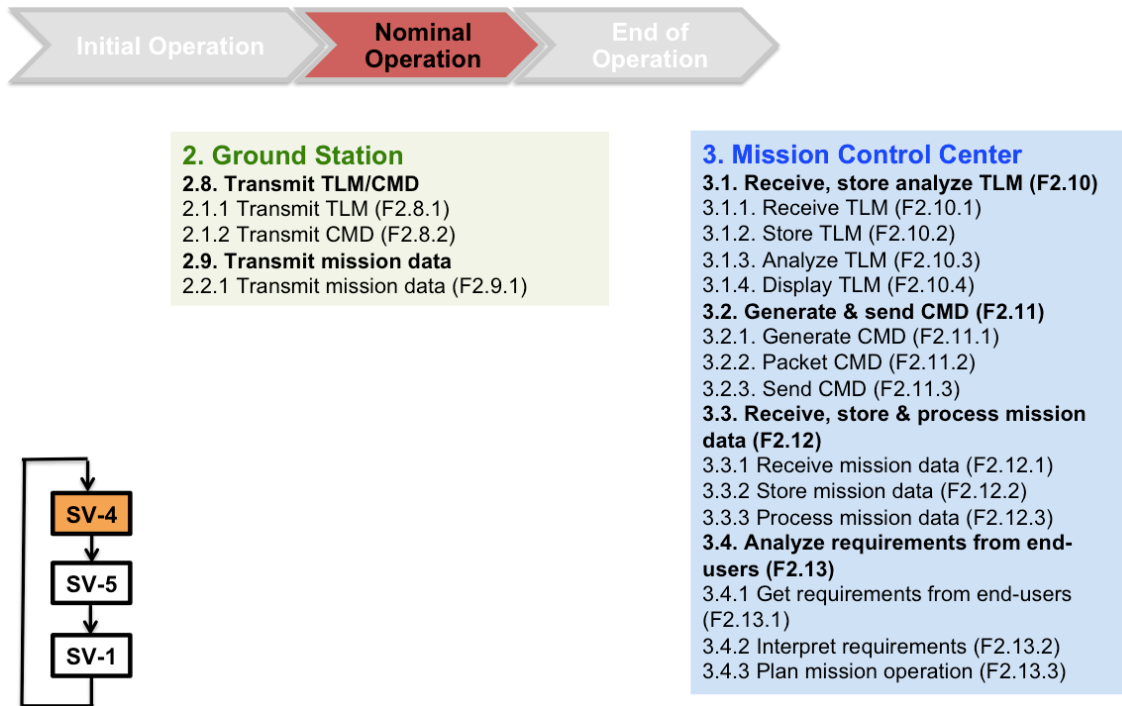 Initial Operation
Nominal
Operation
End of
Operation
2. Ground Station
2.8. Transmit TLM/CMD
2.1.1 Transmit TLM (F2.8.1)
2.1.2 Transmit CMD (F2.8.2)
2.9. Transmit mission data
2.2.1 Transmit mission data (F2.9.1)
3. Mission Control Center
3.1. Receive, store analyze TLM (F2.10)
3.1.1. Receive TLM (F2.10.1)
3.1.2. Store TLM (F2.10.2)
3.1.3. Analyze TLM (F2.10.3)
3.1.4. Display TLM (F2.10.4)
3.2. Generate & send CMD (F2.11)
3.2.1. Generate CMD (F2.11.1)
3.2.2. Packet CMD (F2.11.2)
3.2.3. Send CMD (F2.11.3)
3.3. Receive, store & process mission
data (F2.12)
3.3.1 Receive mission data (F2.12.1)
3.3.2 Store mission data (F2.12.2)
3.3.3 Process mission data (F2.12.3)
3.4. Analyze requirements from end-
users (F2.13)
3.4.1 Get requirements from end-users
(F2.13.1)
3.4.2 Interpret requirements (F2.13.2)
3.4.3 Plan mission operation (F2.13.3)
SV-4
SV-5
SV-1